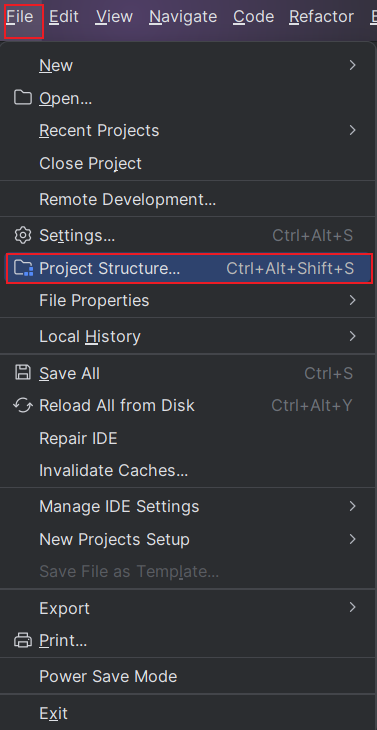 File Edit View Navigate Code Refactor
New
Open...
Recent Projects
Close Project
Remote Development...
Settings... Ctrl+Alt+S
Project Structure... Ctrl+Alt+Shift+S
File Properties
Local History
Save All Ctrl+S
Reload All from Disk Ctrl+Alt+Y
Repair IDE
Invalidate Caches...
Manage IDE Settings
New Projects Setup
Save File as Template...
Export
Print...
Power Save Mode
Exit